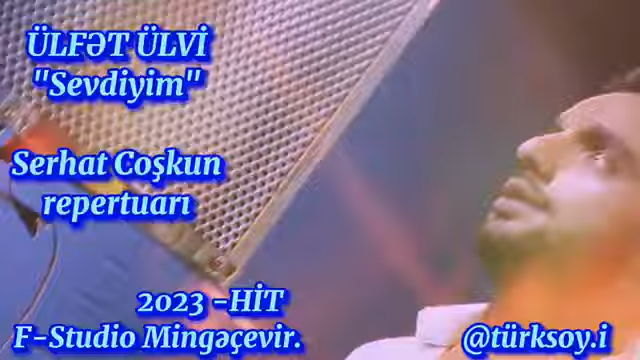 ÜLFƏT ÜLVİ
"Sevdiyim"
Serhat Coşkun
repertuarı
2023 -HİT
F-Studio Mingəçevir.
@türksoy.i